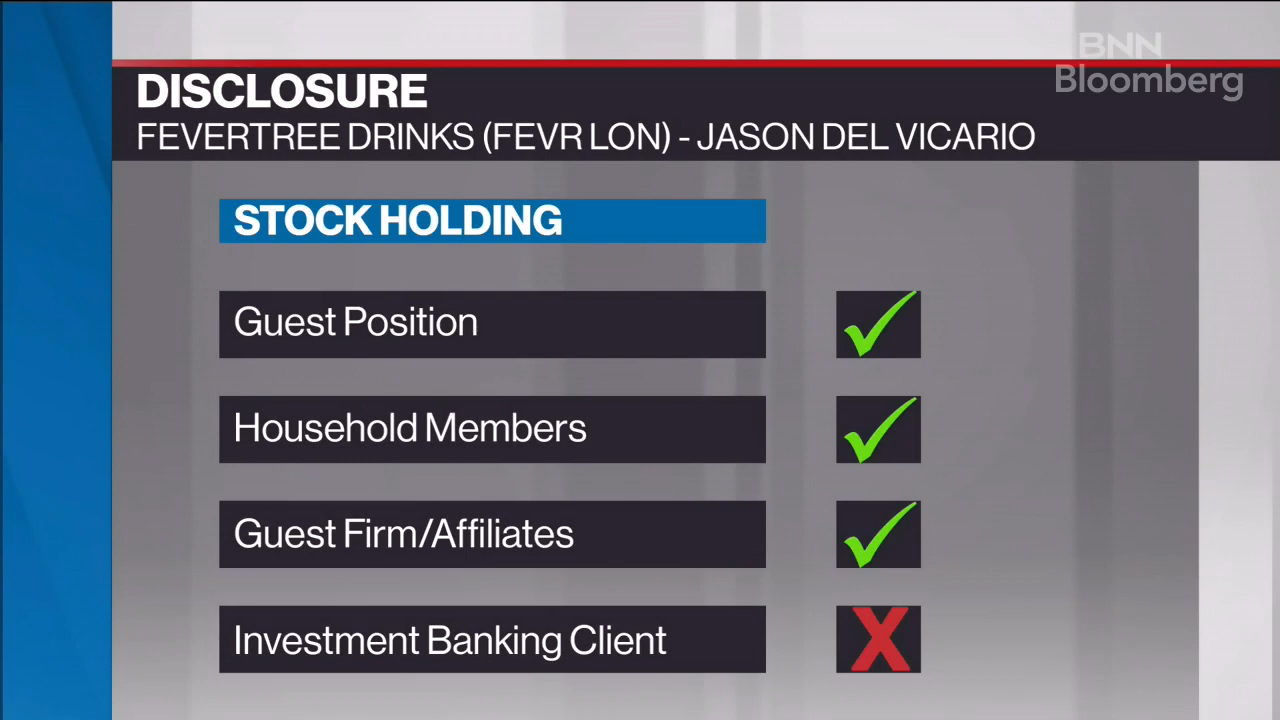 BNN
Bloomberg
DISCLOSURE
FEVERTREE DRINKS (FEVR LON) - JASON DEL VICARIO
STOCK HOLDING
Guest Position
Household Members
Guest Firm/Affiliates
Investment Banking Client
X